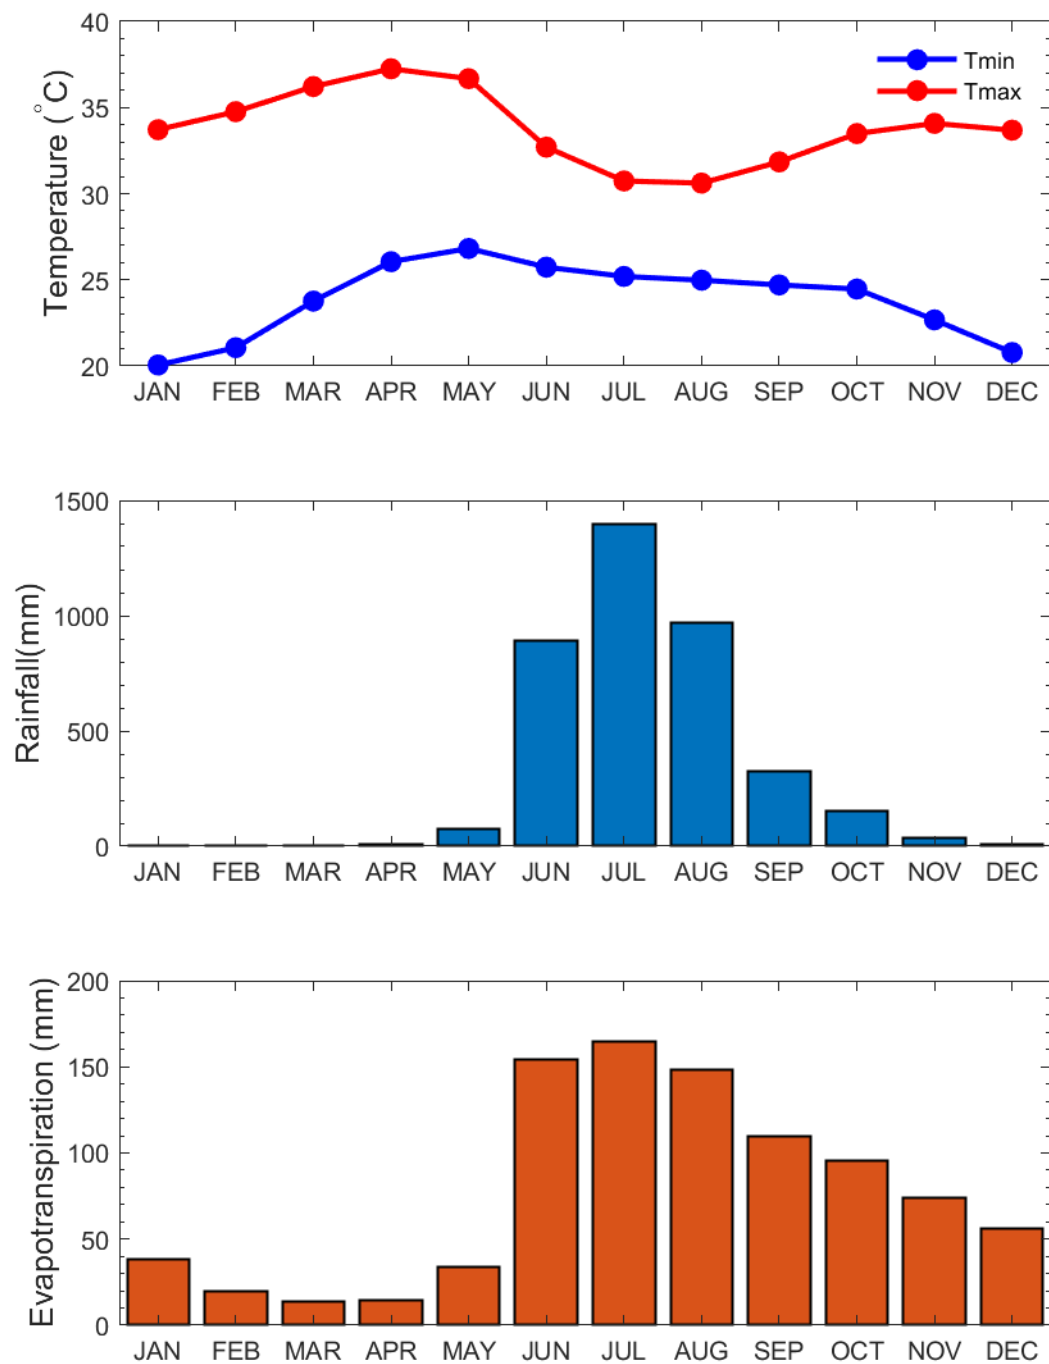 Temperature (°C)
40
35
30
25
20
Tmin
Tmax
JAN FEB MAR APR MAY JUN JUL AUG SEP OCT NOV DEC
Rainfall(mm)
1500
1000
500
0
JAN FEB MAR APR MAY JUN JUL AUG SEP OCT NOV DEC
Evapotranspiration (mm)
200
150
100
50
0
JAN FEB MAR APR MAY JUN JUL AUG SEP OCT NOV DEC